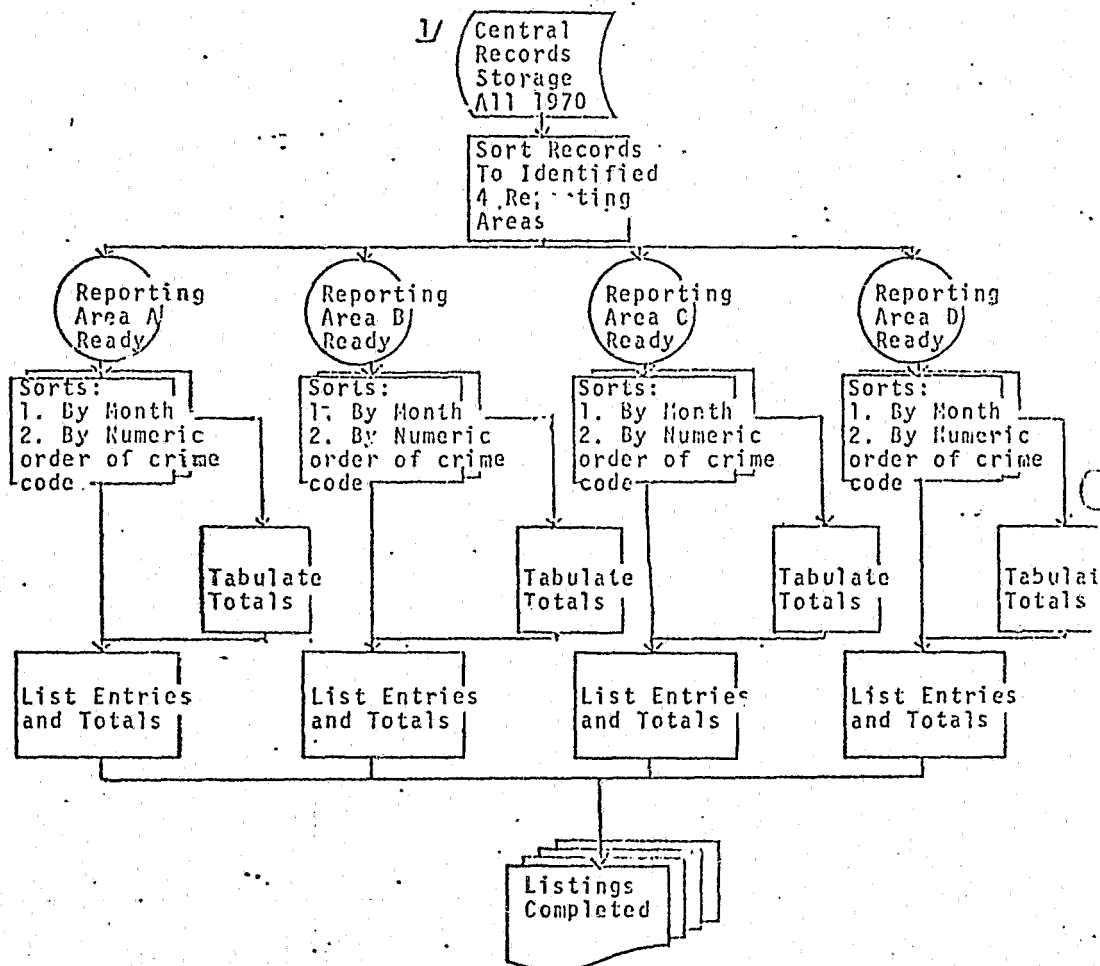 1/
Central
Records
Storage
All 1970
Sort Records
To Identified
4
Areas
Reporting
Area A
Ready
Reporting
Area B
Ready
Reporting
Area C
Ready
Reporting
Area D
Ready
Sorts:
1. By Month
2. By Numeric
order of crime
code
Sorts:
1. By Month
2. By Numeric
order of crime
code
Sorts:
1. By Month
2. By Numeric
order of crime
code
Sorts:
1. By Month
2. By Numeric
order of crime
code
Tabulate
Totals
Tabulate
Totals
Tabulate
Totals
Totals
List Entries
and Totals
List Entries
and Totals
List Entries
and Totals
List Entries
and Totals
Listings
Completed